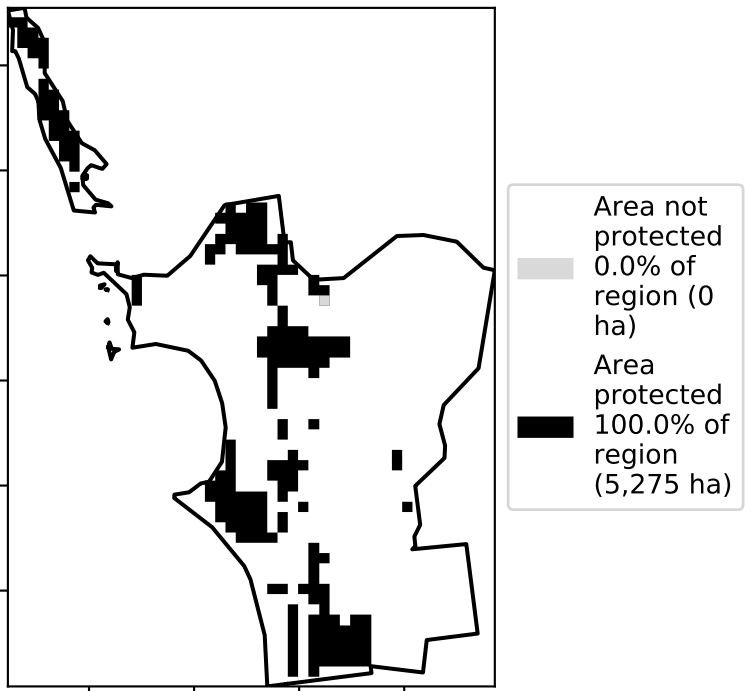 Area not
protected
0.0% of
region (0
ha)
Area
protected
100.0% of
region
(5,275 ha)